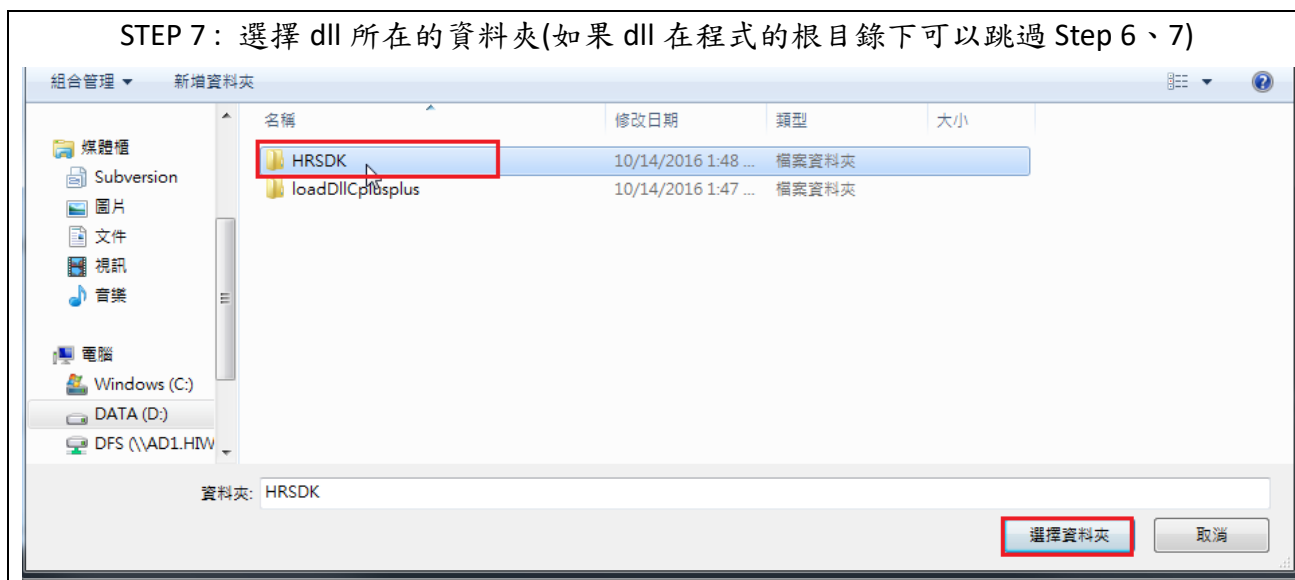 STEP 7 : 選擇 dll 所在的資料夾(如果 dll 在程式的根目錄下可以跳過 Step 6、7)
組合管理 ▼ 新增資料夾
名稱 修改日期 類型 大小
媒體櫃
HRSDK 10/14/2016 1:48 ... 檔案資料夾
Subversion
loadDllCplusplus 10/14/2016 1:47 ... 檔案資料夾
圖片
文件
視訊
音樂
電腦
Windows (C:)
DATA (D:)
DFS (\\AD1.HIW
資料夾: HRSDK
選擇資料夾 取消